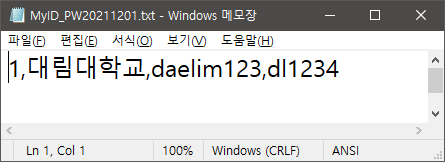 MyID_PW20211201.txt - Windows 메모장
파일(F) 편집(E) 서식(O) 보기(V) 도움말(H)
1,대림대학교,daelim123,dl1234
Ln 1, Col 1 100% Windows (CRLF) ANSI